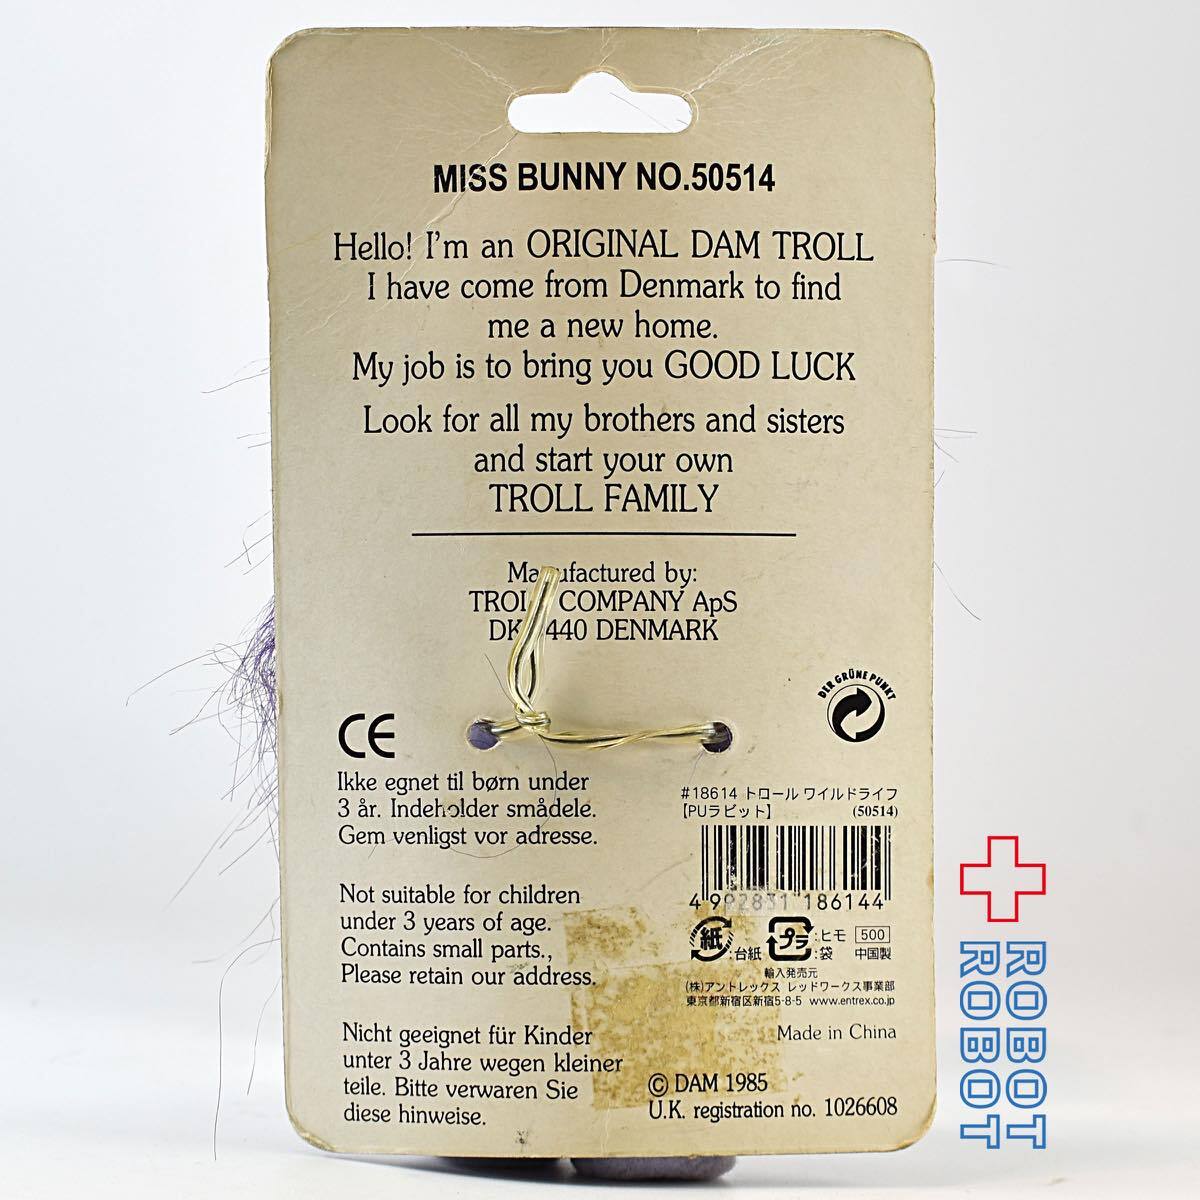 MISS BUNNY NO.50514
Hello! I'm an ORIGINAL DAM TROLL
I have come from Denmark to find
me a new home.
My job is to bring you GOOD LUCK
Look for all my brothers and sisters
and start your own
TROLL FAMILY
by:
COMPANY ApS
DENMARK
DER GRÜNE PUNKT
CE
Ikke egnet til børn under
3 år. Indeholder smådele.
Gem venligst vor adresse.
#18614 トロール ワイルドライフ
【PUラビット】 (50514)
4 992831 186144
紙 :台紙 プラ :ヒモ :袋 500 中国製
輸入発売元
(株)アントレックス レッドワークス事業部
東京都新宿区新宿5-8-5 www.entrex.co.jp
Not suitable for children
under 3 years of age.
Contains small parts.,
Please retain our address.
Made in China
Nicht geeignet für Kinder
unter 3 Jahre wegen kleiner
teile. Bitte verwaren Sie
diese hinweise.
© DAM 1985
U.K. registration no. 1026608
ROBOT
ROBOT